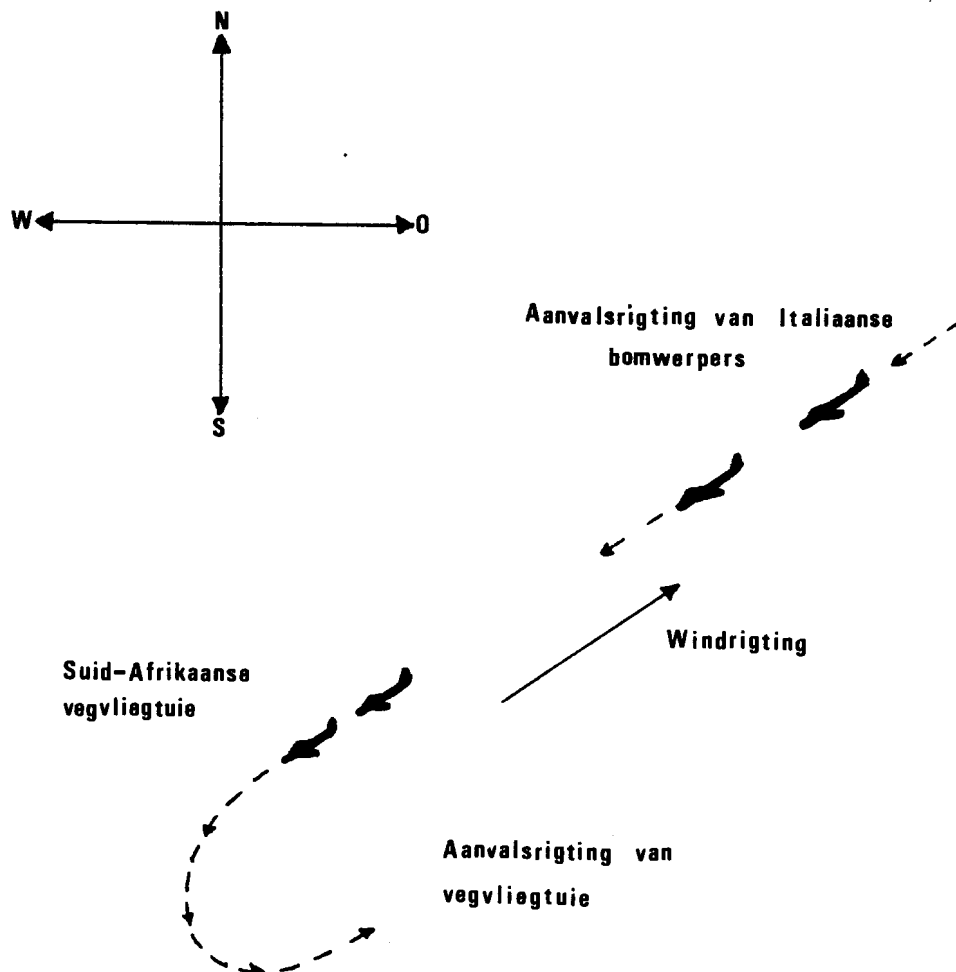 N
W
O
S
Aanvalsrigting van Italiaanse
bomwerpers
Windrigting
Suid-Afrikaanse
vegvliegtuie
Aanvalsrigting van
vegvliegtuie